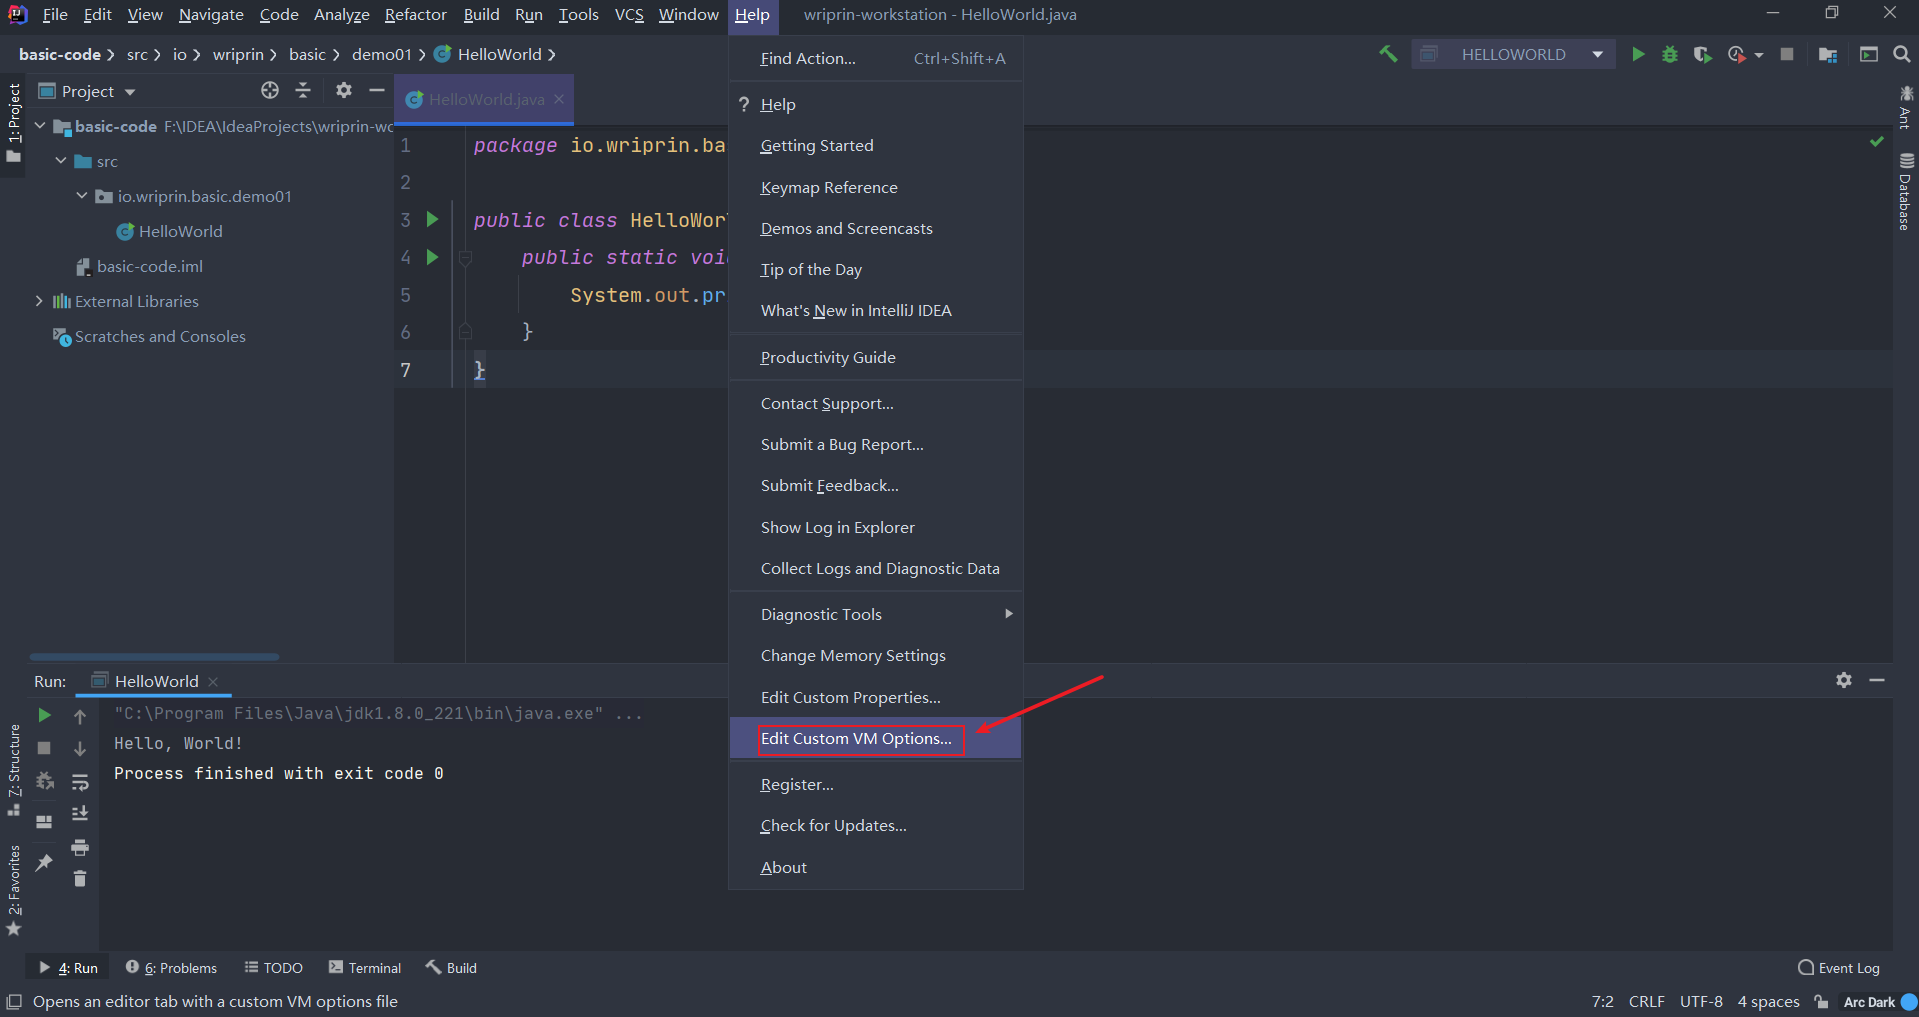 File Edit View Navigate Code Analyze Refactor Build Run Tools VCS Window Help wriprin-workstation - HelloWorld.java
basic-code src io wriprin basic demo01 HelloWorld HELLOWORLD
Project
HelloWorld.java
1: Project
basic-code F:\IDEA\IdeaProjects\wriprin-wo
src
io.wriprin.basic.demo01
HelloWorld
basic-code.iml
External Libraries
Scratches and Consoles
1 package io.wriprin.ba
2
3 public class HelloWor
4 public static voi
5 System.out.pr
6 }
7 }
Find Action... Ctrl+Shift+A
? Help
Getting Started
Keymap Reference
Demos and Screencasts
Tip of the Day
What's New in IntelliJ IDEA
Productivity Guide
Contact Support...
Submit a Bug Report...
Submit Feedback...
Show Log in Explorer
Collect Logs and Diagnostic Data
Diagnostic Tools
Change Memory Settings
Edit Custom Properties...
Edit Custom VM Options...
Register...
Check for Updates...
About
Ant
Database
Run: HelloWorld
"C:\Program Files\Java\jdk1.8.0_221\bin\java.exe" ...
Hello, World!
Process finished with exit code 0
7: Structure
2: Favorites
4: Run 6: Problems TODO Terminal Build Event Log
Opens an editor tab with a custom VM options file 7:2 CRLF UTF-8 4 spaces Arc Dark